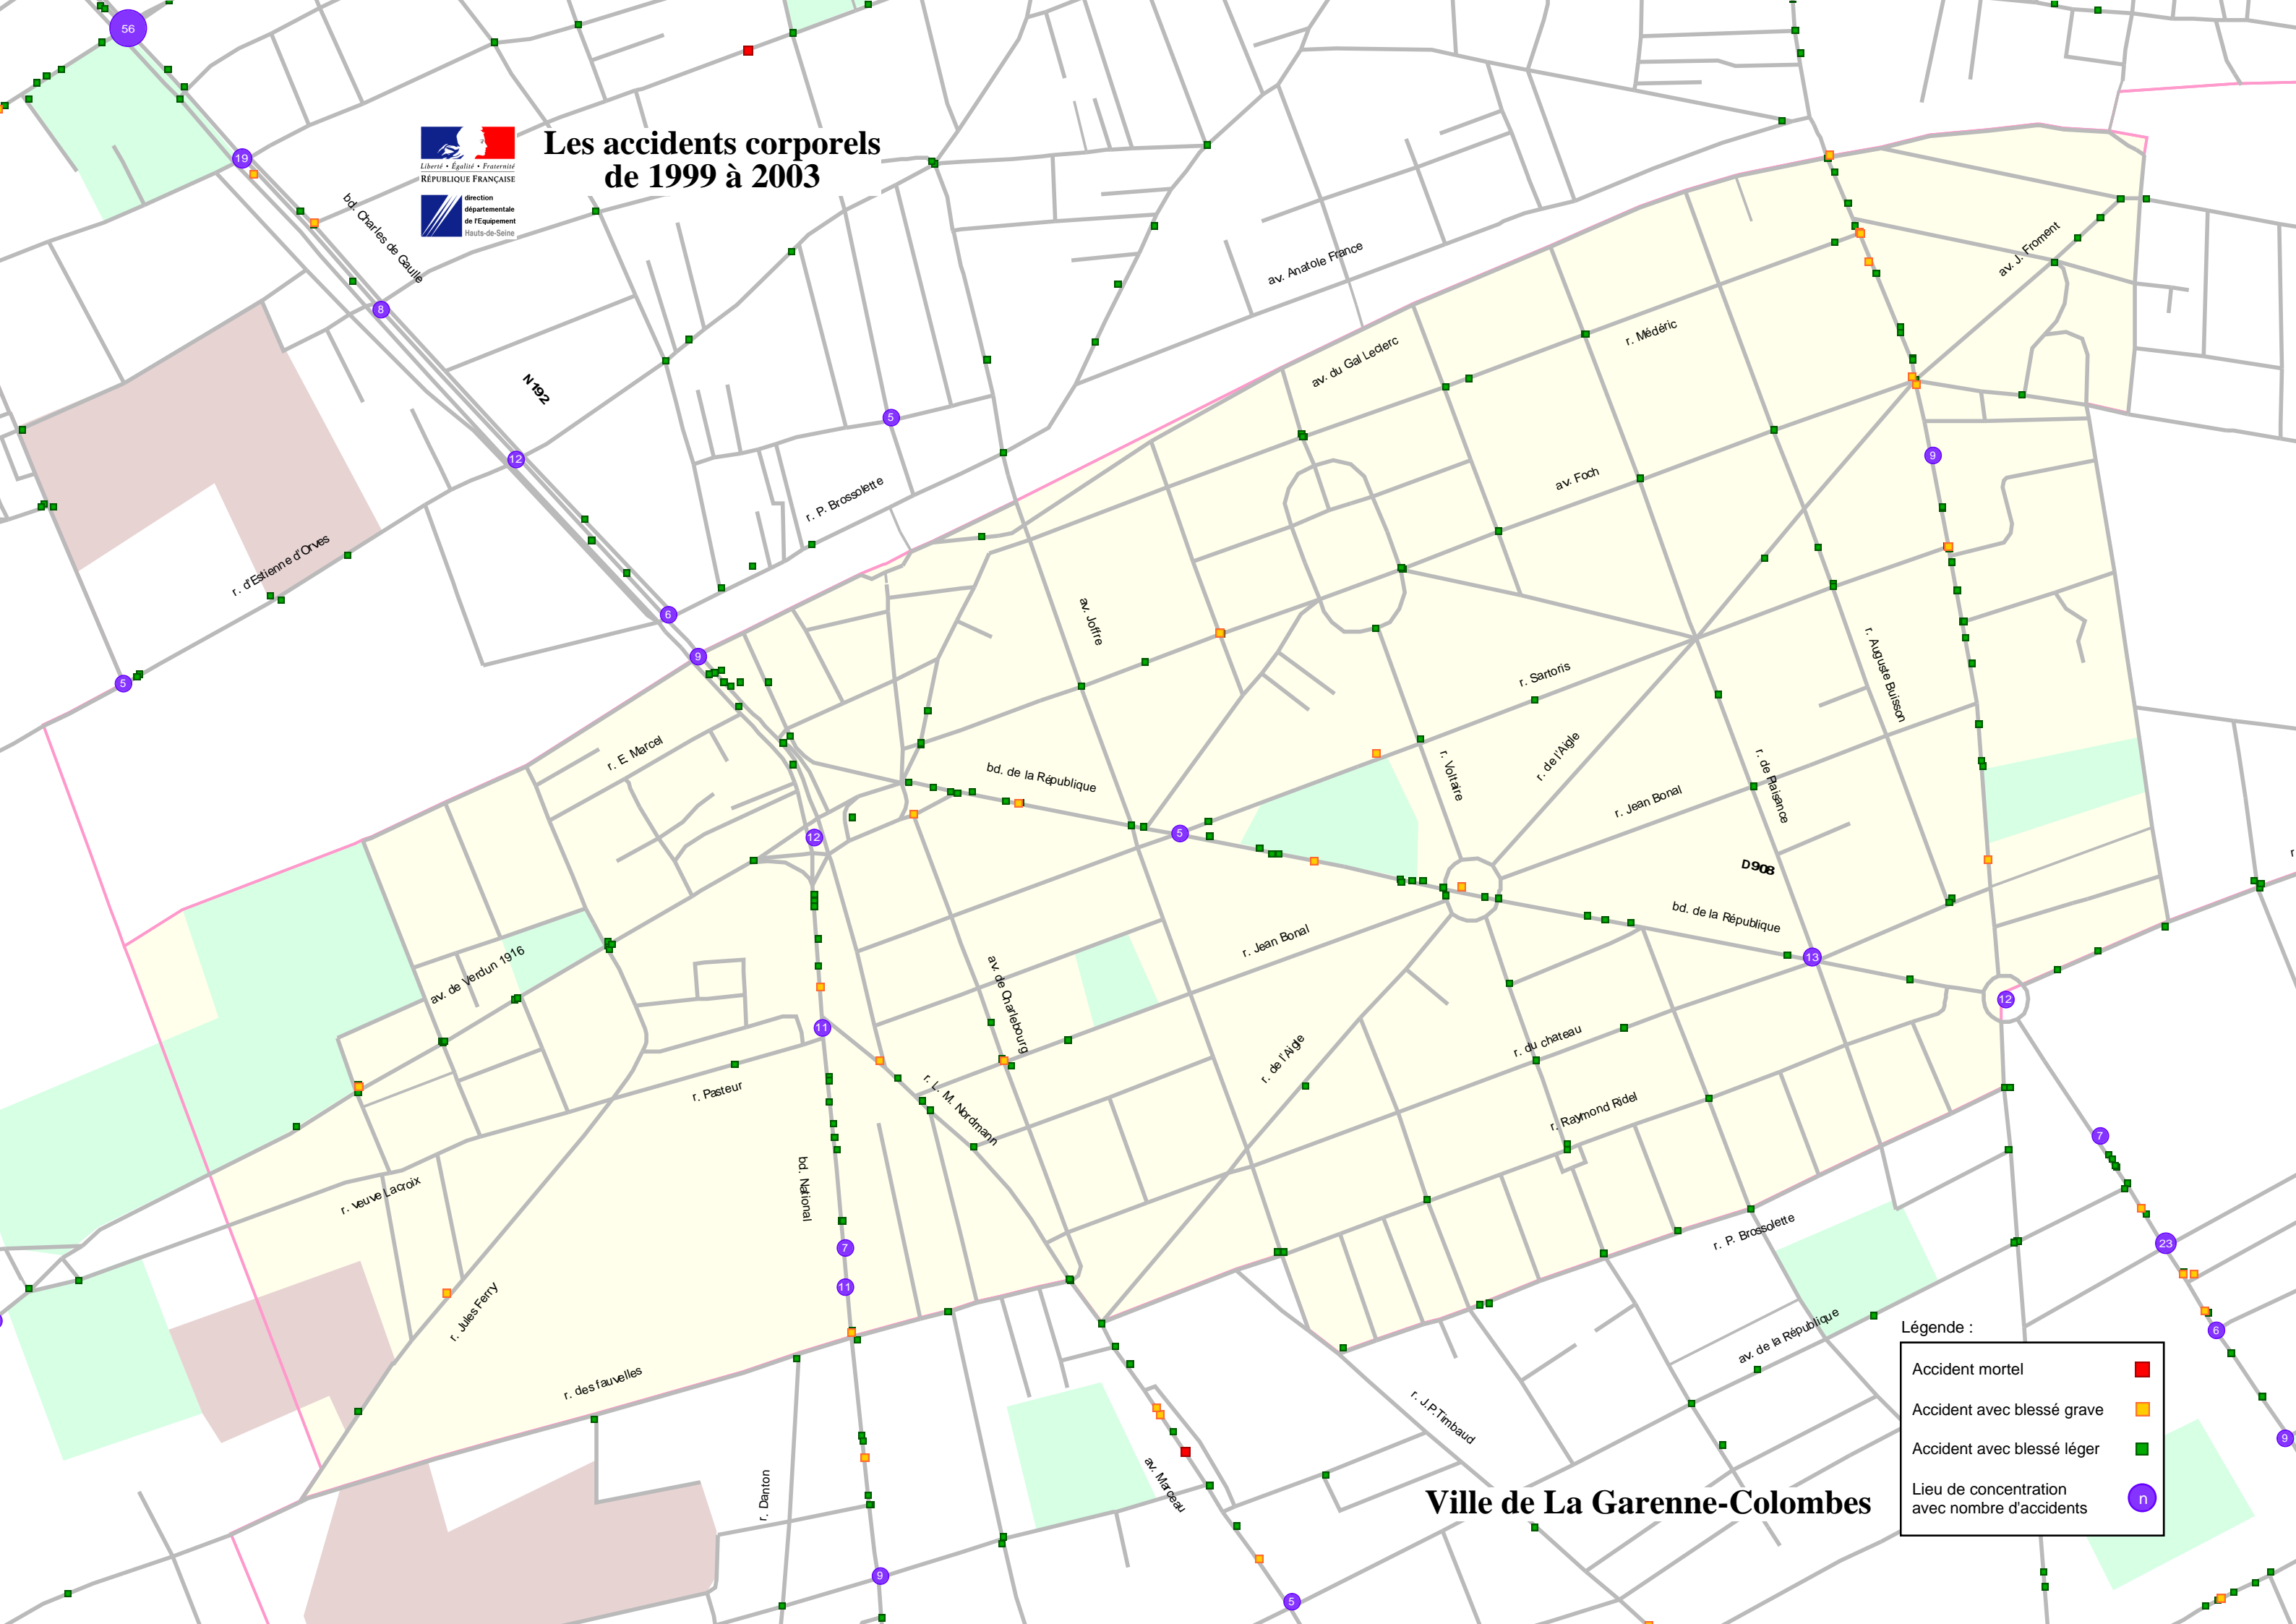 56
19
Liberté • Égalité • Fraternité
RÉPUBLIQUE FRANÇAISE
direction
départementale
de l'Equipement
Hauts-de-Seine
Les accidents corporels
de 1999 à 2003
bd. Charles de Gaulle
8
N 192
12
5
r. P. Brossolette
6
9
r. d'Estienne d'Orves
5
av. Anatole France
av. du Gal Leclerc
r. Médéric
av. J. Froment
av. Foch
9
av. Joffre
r. Sartoris
r. Auguste Buisson
r. E. Marcel
bd. de la République
r. Voltaire
r. de l'Aigle
r. de Plaisance
r. Jean Bonal
12
5
D 908
bd. de la République
13
12
av. de Verdun 1916
av. de Charlebourg
r. Jean Bonal
11
r. de l'Aigle
r. du château
r. Pasteur
r. L. M. Nordmann
r. Raymond Ridel
7
r. veuve Lacroix
bd. National
7
11
r. P. Brossolette
23
r. Jules Ferry
av. de la République
6
r. des fauvelles
r. J.P.Timbaud
9
r. Danton
av. Marceau
9
5
Ville de La Garenne-Colombes
Légende :
Accident mortel
Accident avec blessé grave
Accident avec blessé léger
Lieu de concentration
avec nombre d'accidents
n